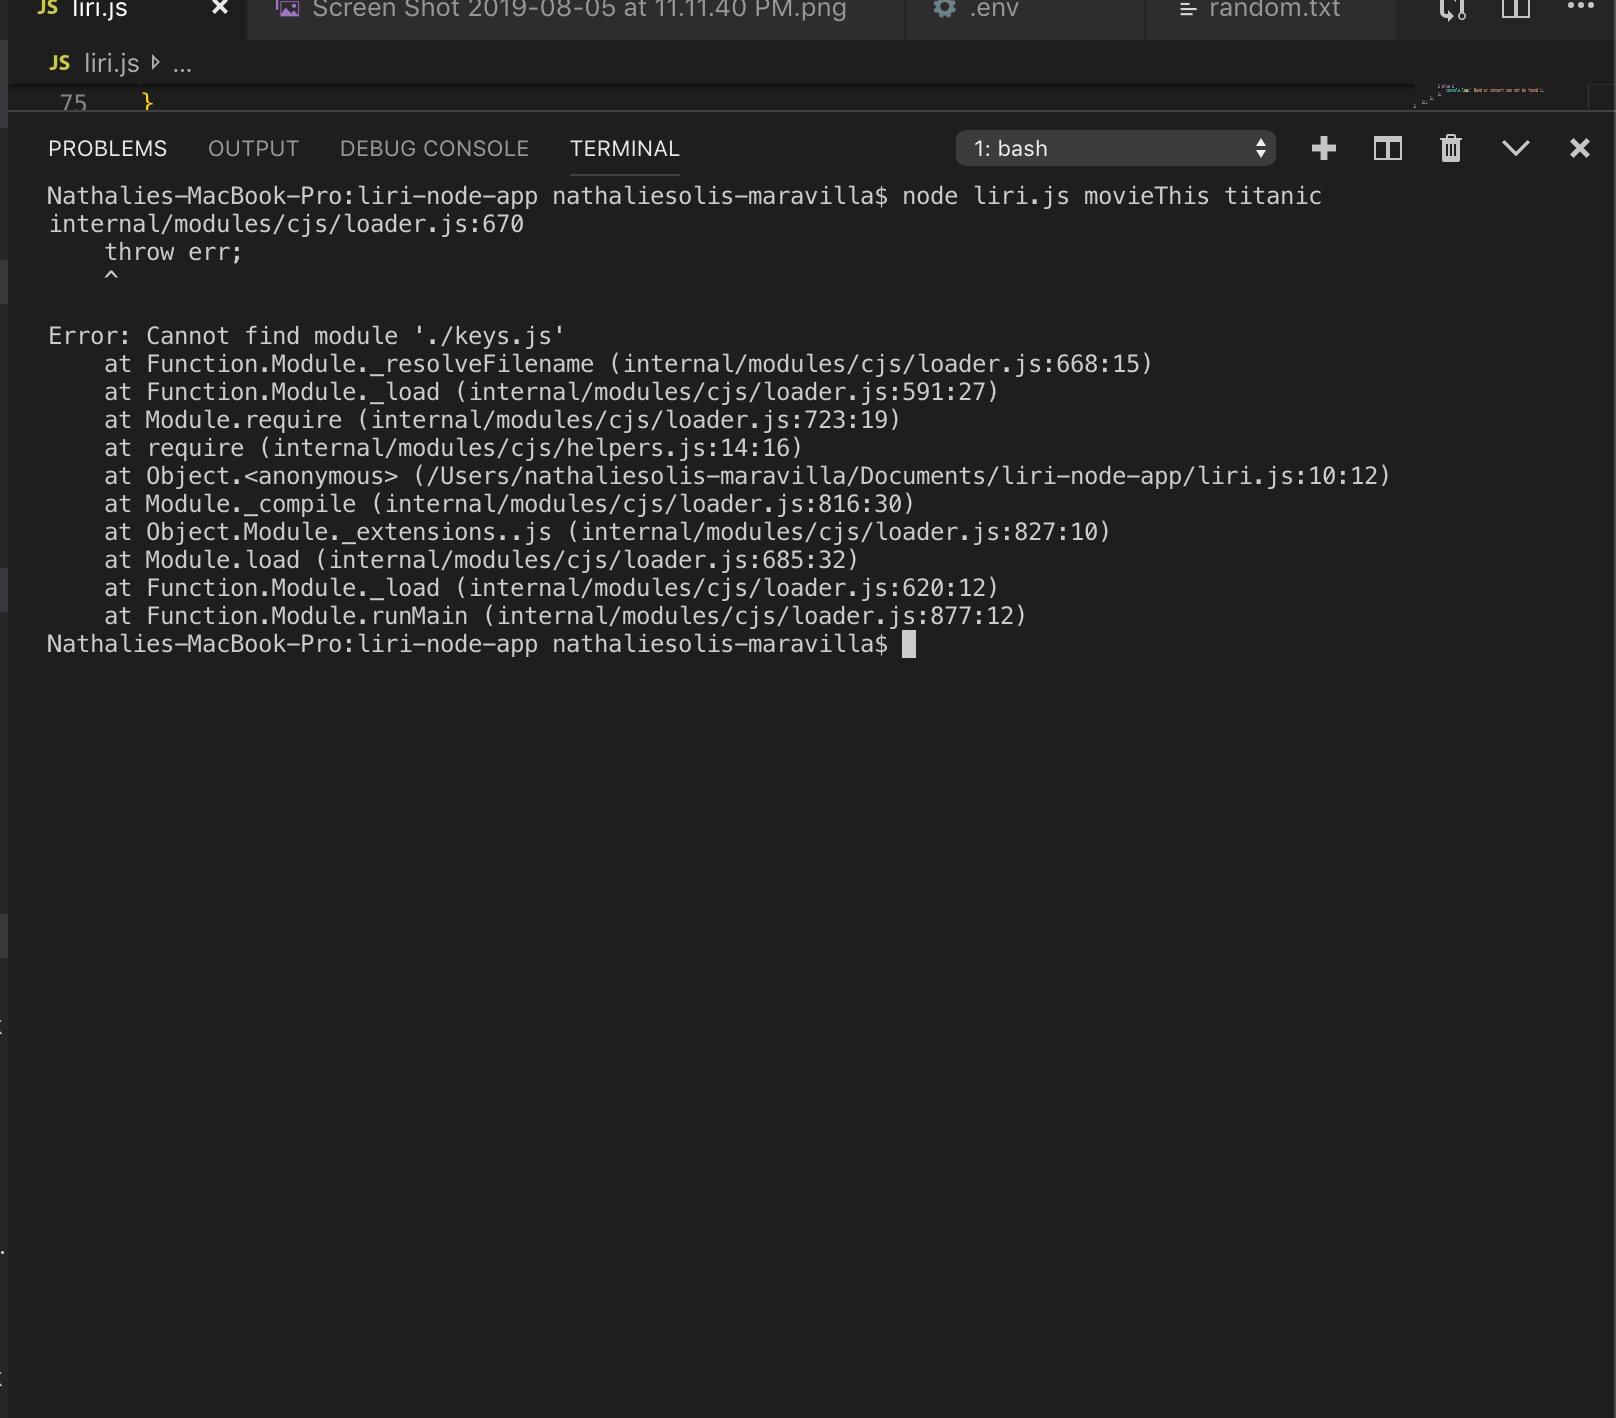 JS liri.js
Screen Shot 2019-08-05 at 11.11.40 PM.png
.env
random.txt
JS liri.js ...
75 }
PROBLEMS OUTPUT DEBUG CONSOLE TERMINAL 1: bash
Nathalies-MacBook-Pro:liri-node-app nathaliesolis-maravilla$ node liri.js movieThis titanic
internal/modules/cjs/loader.js:670
    throw err;
    ^
Error: Cannot find module './keys.js'
    at Function.Module._resolveFilename (internal/modules/cjs/loader.js:668:15)
    at Function.Module._load (internal/modules/cjs/loader.js:591:27)
    at Module.require (internal/modules/cjs/loader.js:723:19)
    at require (internal/modules/cjs/helpers.js:14:16)
    at Object.<anonymous> (/Users/nathaliesolis-maravilla/Documents/liri-node-app/liri.js:10:12)
    at Module._compile (internal/modules/cjs/loader.js:816:30)
    at Object.Module._extensions..js (internal/modules/cjs/loader.js:827:10)
    at Module.load (internal/modules/cjs/loader.js:685:32)
    at Function.Module._load (internal/modules/cjs/loader.js:620:12)
    at Function.Module.runMain (internal/modules/cjs/loader.js:877:12)
Nathalies-MacBook-Pro:liri-node-app nathaliesolis-maravilla$